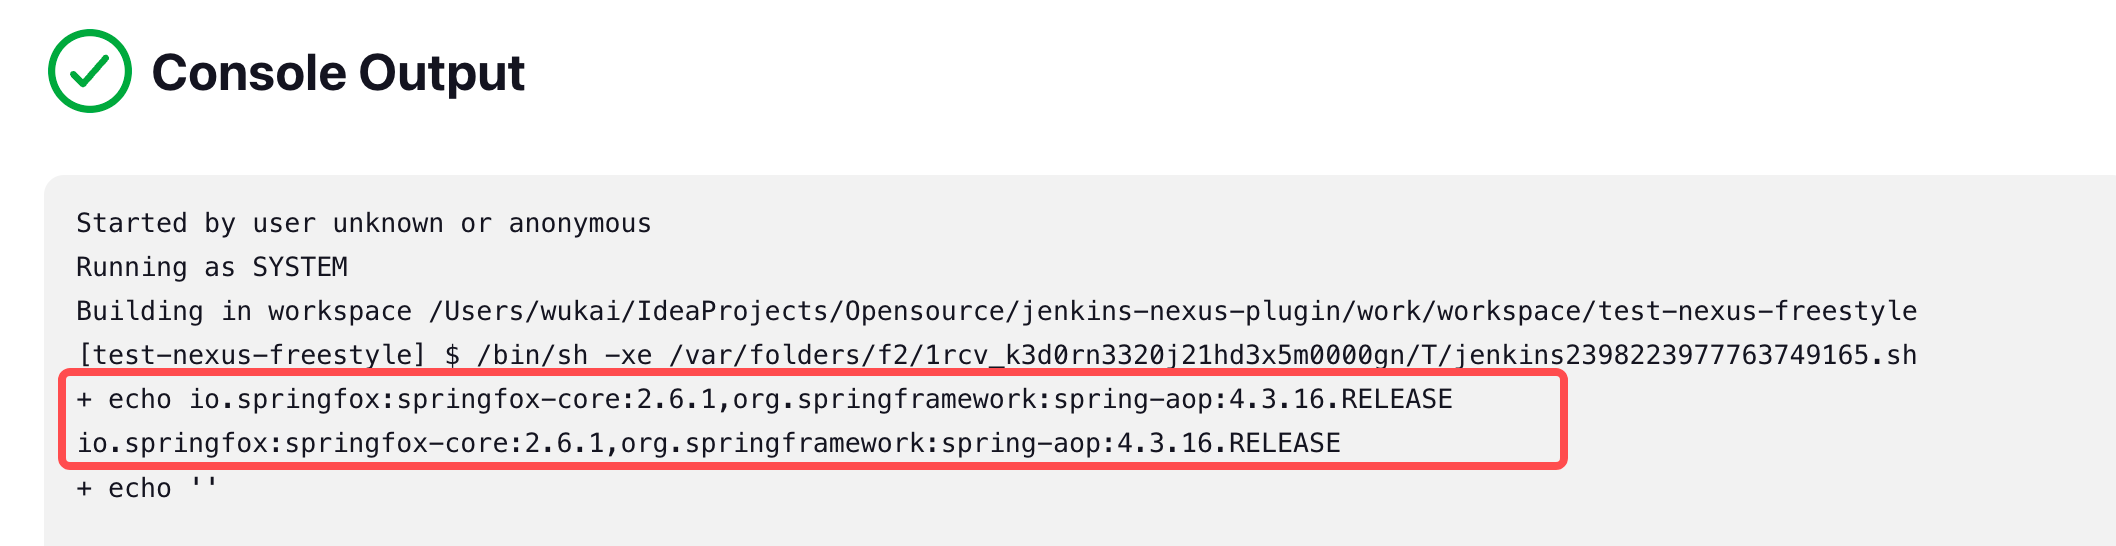 Console Output
Started by user unknown or anonymous
Running as SYSTEM
Building in workspace /Users/wukai/IdeaProjects/Opensource/jenkins-nexus-plugin/work/workspace/test-nexus-freestyle
[test-nexus-freestyle] $ /bin/sh -xe /var/folders/f2/1rcv_k3d0rn3320j21hd3x5m0000gn/T/jenkins2398223977763749165.sh
+ echo io.springfox:springfox-core:2.6.1,org.springframework:spring-aop:4.3.16.RELEASE
io.springfox:springfox-core:2.6.1,org.springframework:spring-aop:4.3.16.RELEASE
+ echo ''